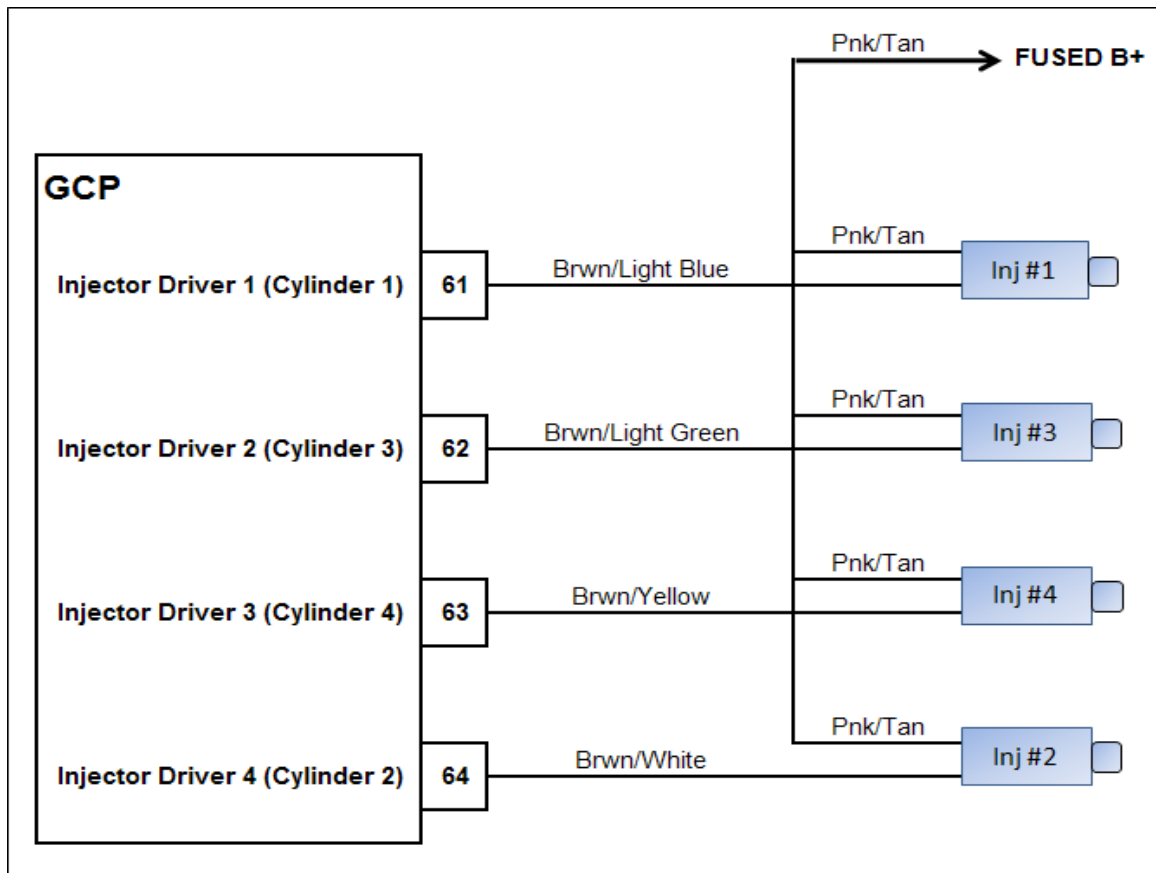 Pnk/Tan
FUSED B+
GCP
Pnk/Tan
Injector Driver 1 (Cylinder 1)
61
Brwn/Light Blue
Inj #1
Pnk/Tan
Injector Driver 2 (Cylinder 3)
62
Brwn/Light Green
Inj #3
Pnk/Tan
Injector Driver 3 (Cylinder 4)
63
Brwn/Yellow
Inj #4
Pnk/Tan
Injector Driver 4 (Cylinder 2)
64
Brwn/White
Inj #2